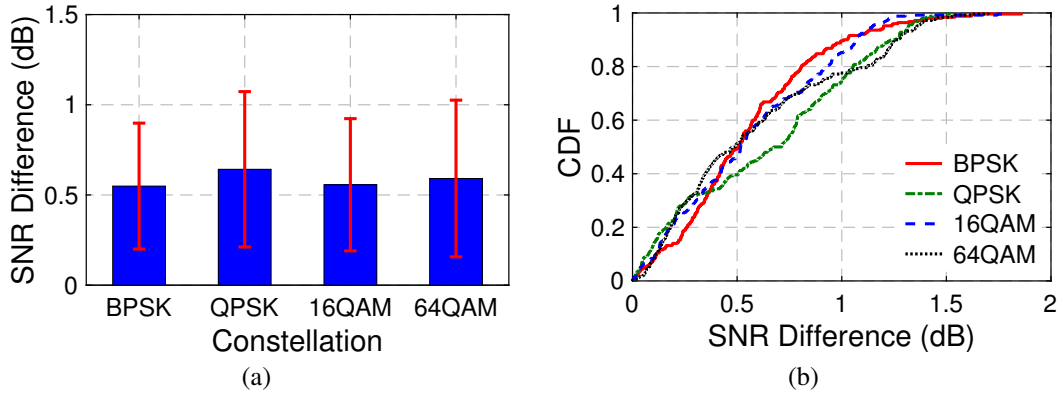 1.5
1
0.5
0
SNR Difference (dB)
BPSK QPSK 16QAM 64QAM
Constellation
(a)
1
0.8
0.6
0.4
0.2
0
CDF
BPSK
QPSK
16QAM
64QAM
0 0.5 1 1.5 2
SNR Difference (dB)
(b)